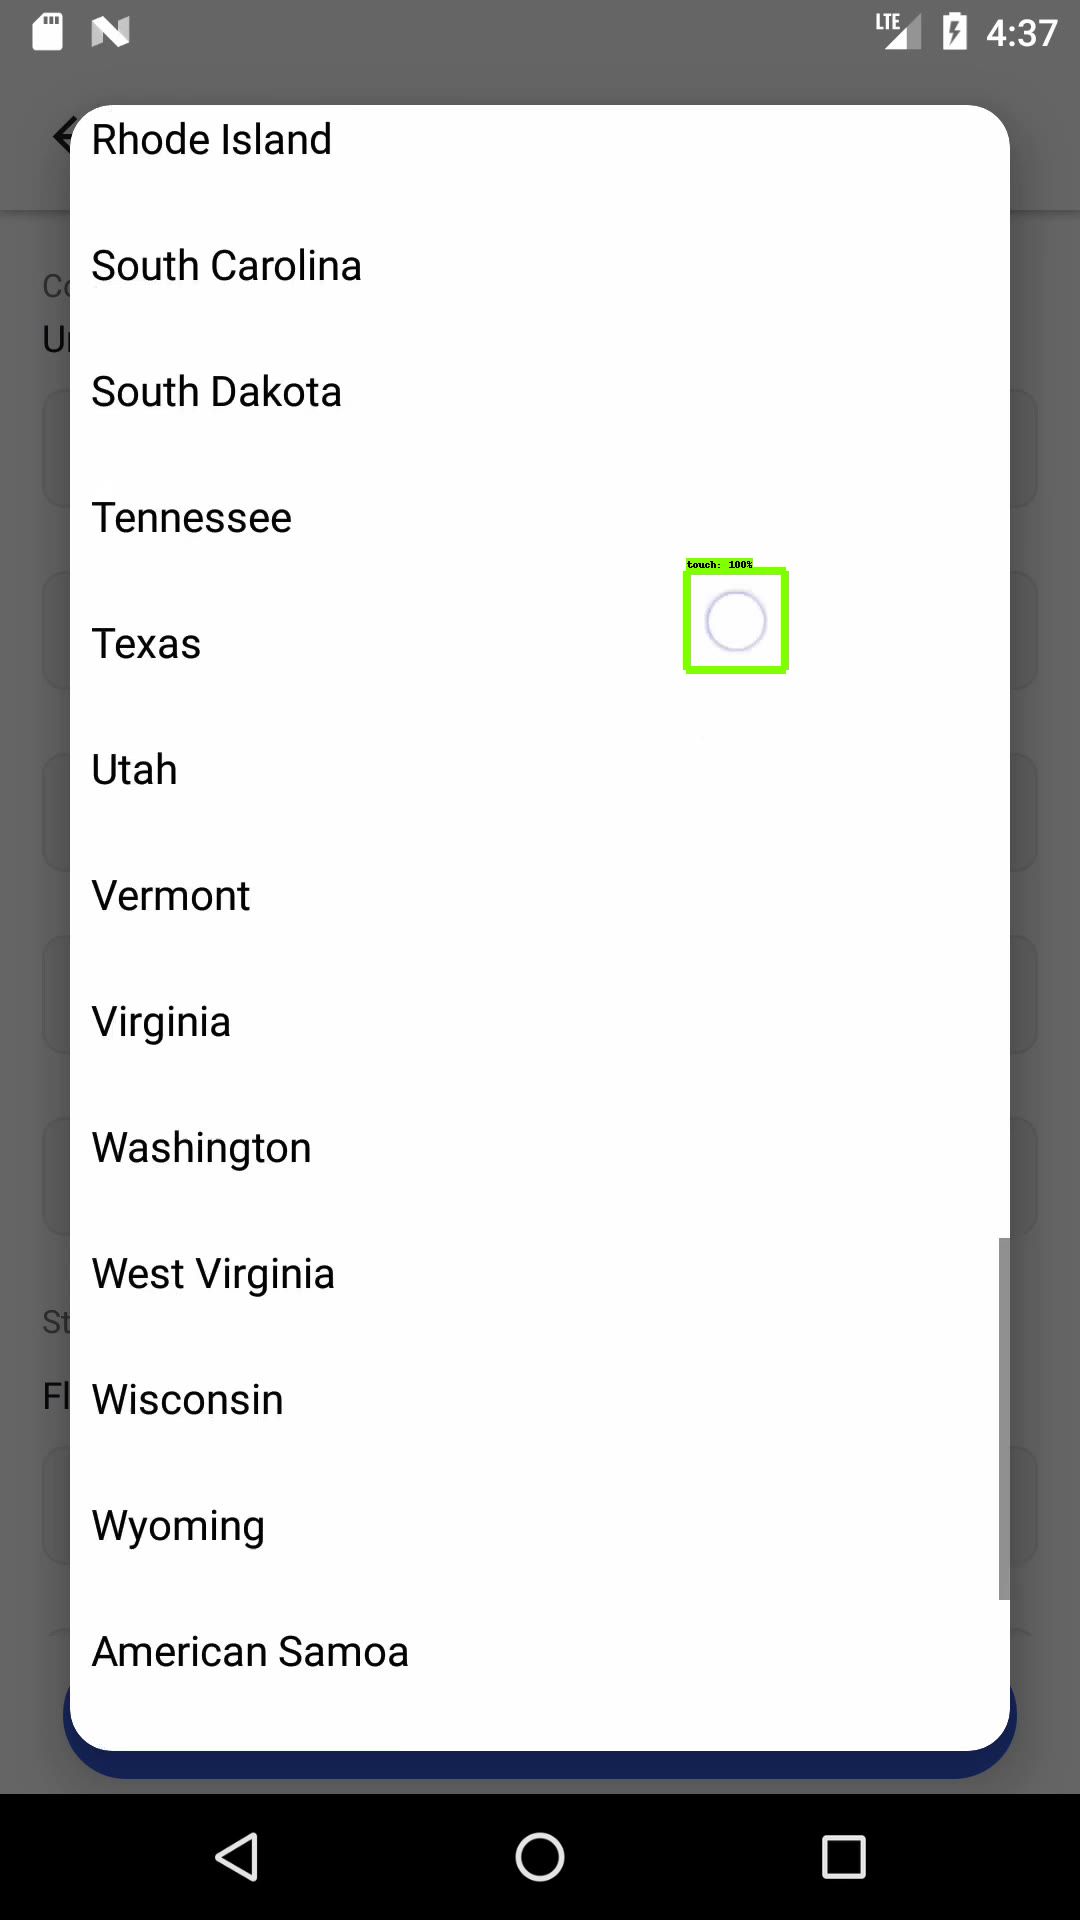 LTE 4:37
Rhode Island
South Carolina
Co
Un
South Dakota
Tennessee
touch: 100%
Texas
Utah
Vermont
Virginia
Washington
West Virginia
St
Fl
Wisconsin
Wyoming
American Samoa